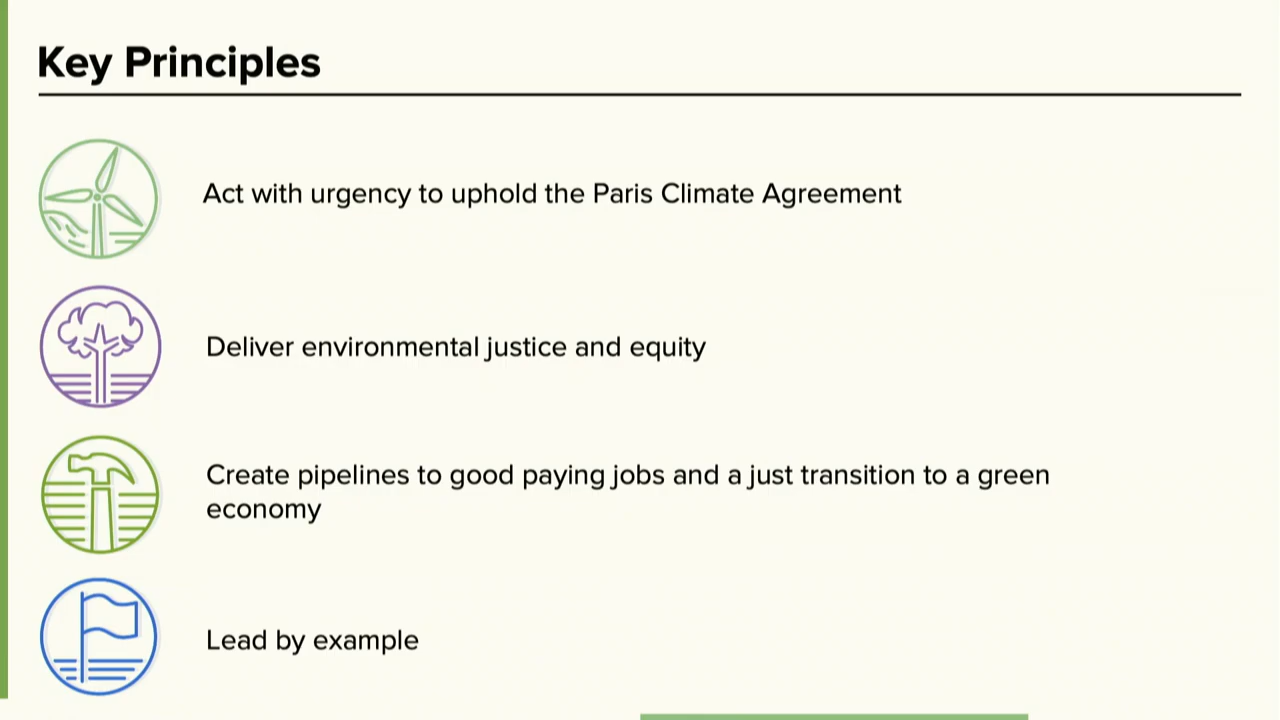 Key Principles
Act with urgency to uphold the Paris Climate Agreement
Deliver environmental justice and equity
Create pipelines to good paying jobs and a just transition to a green
economy
Lead by example